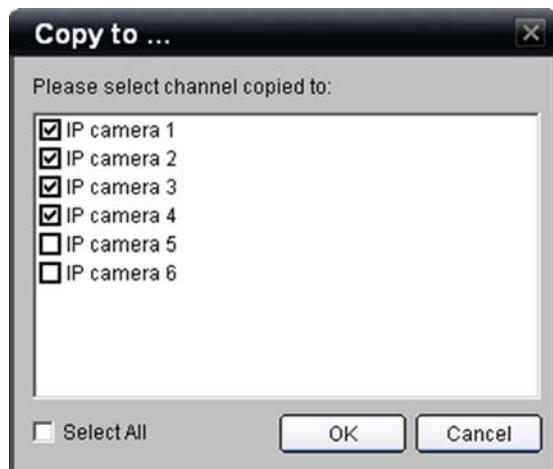 Copy to ...
Please select channel copied to:
IP camera 1
IP camera 2
IP camera 3
IP camera 4
IP camera 5
IP camera 6
Select All
OK
Cancel